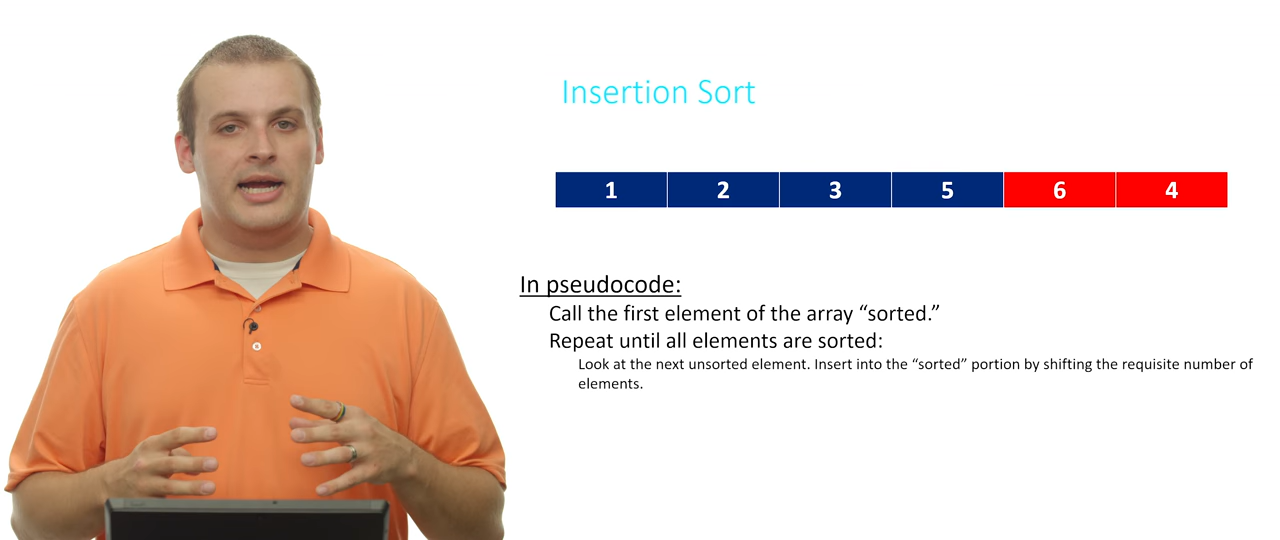 Insertion Sort
1 2 3 5 6 4
In pseudocode:
Call the first element of the array “sorted.”
Repeat until all elements are sorted:
Look at the next unsorted element. Insert into the “sorted” portion by shifting the requisite number of
elements.